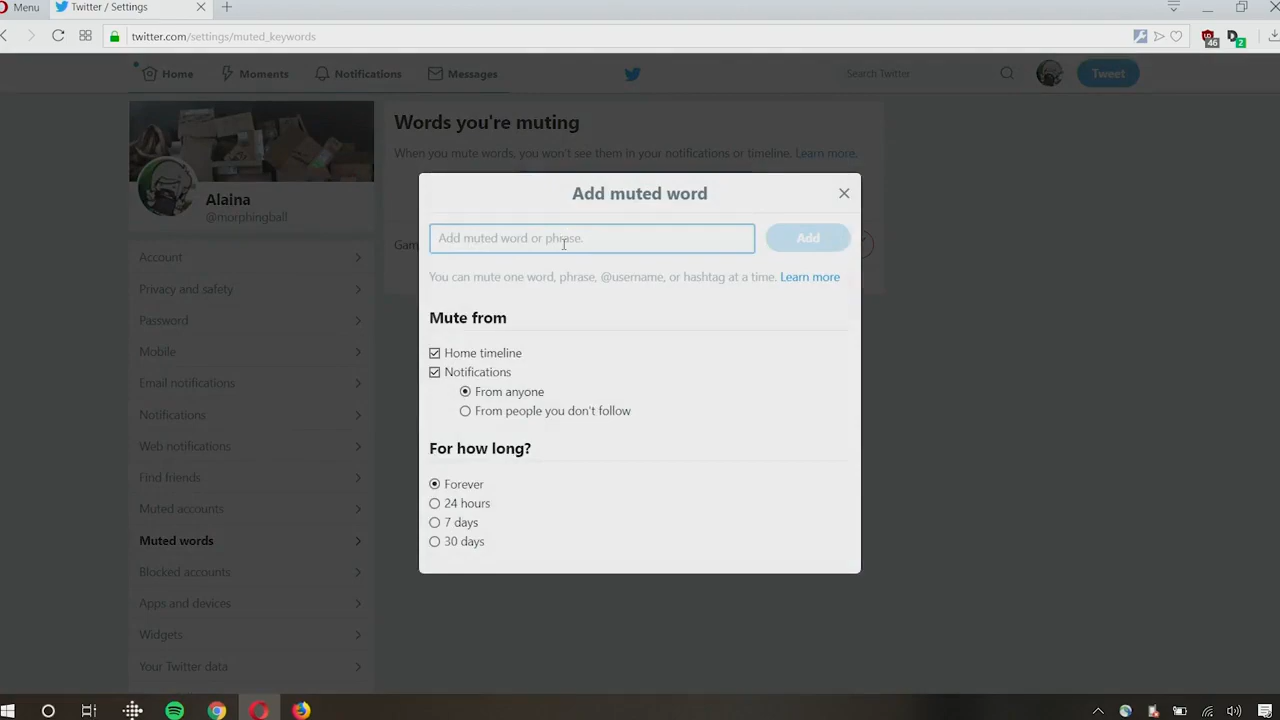 Menu
Twitter / Settings
twitter.com/settings/muted_keywords
46
2
Home
Moments
Notifications
Messages
Search Twitter
Tweet
Alaina
@morphingball
Account
Privacy and safety
Password
Mobile
Email notifications
Notifications
Web notifications
Find friends
Muted accounts
Muted words
Blocked accounts
Apps and devices
Widgets
Your Twitter data
Words you're muting
When you mute words, you won't see them in your notifications or timeline. Learn more.
Gam
Add muted word
Add muted word or phrase.
Add
You can mute one word, phrase, @username, or hashtag at a time. Learn more
Mute from
Home timeline
Notifications
From anyone
From people you don't follow
For how long?
Forever
24 hours
7 days
30 days